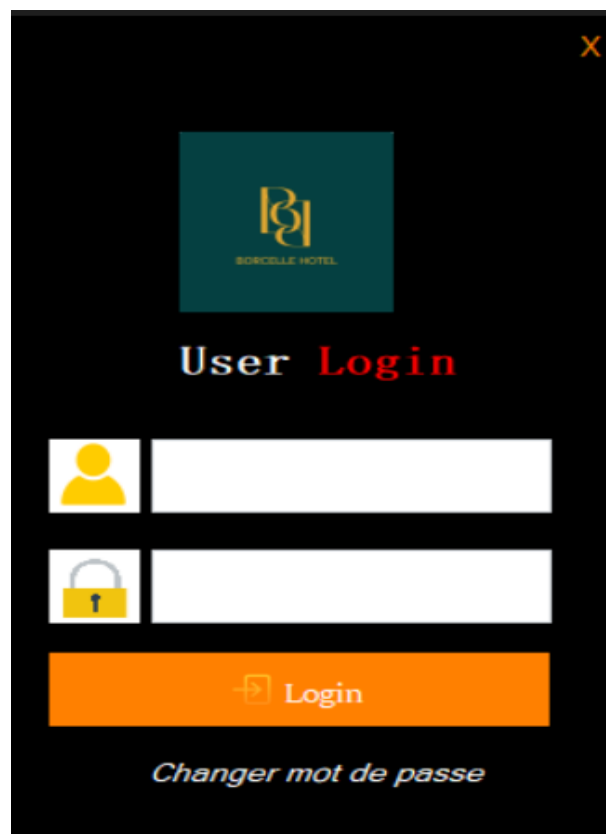 X
BORCELLE HOTEL
User Login
Login
Changer mot de passe